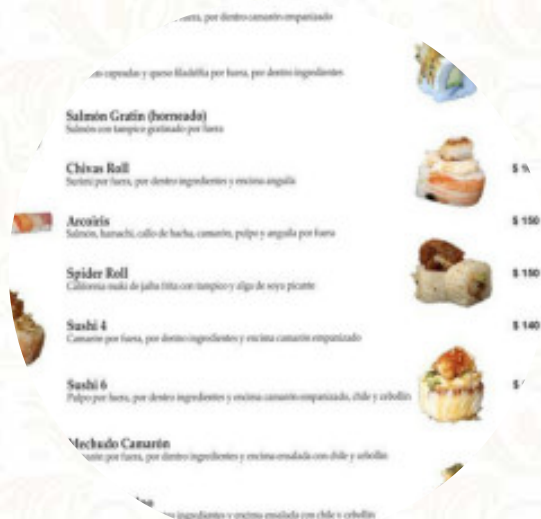 por dentro camarón empanizado
y queso filadelfia por fuera, por dentro ingredientes
Salmón Gratin (horneado)
Salmón con tampico gratinado por fuera
Chivas Roll
Surimi por fuera, por dentro ingredientes y encima anguila
$
Arcoiris
Salmón, hamachi, callo de hacha, camarón, pulpo y anguila por fuera
$ 150
Spider Roll
California maki de jaiba frita con tampico y alga de soya picante
$ 150
Sushi 4
Camarón por fuera, por dentro ingredientes y encima camarón empanizado
$ 140
Sushi 6
Pulpo por fuera, por dentro ingredientes y encima camarón empanizado, chile y cebollín
$
Mechudo Camarón
por fuera, por dentro ingredientes y encima ensalada con chile y cebollín
ingredientes y encima ensalada con chile y cebollín